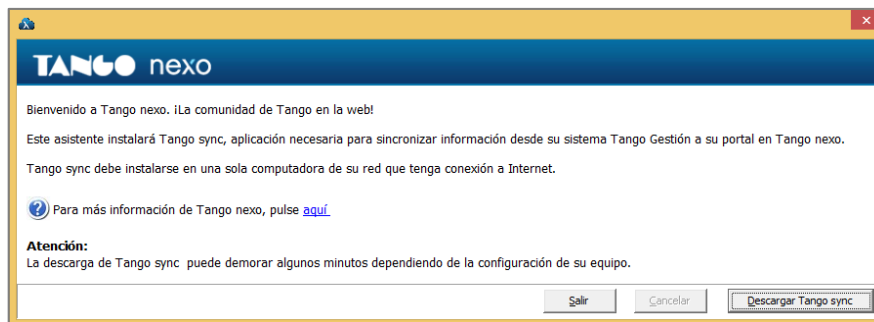 TANGO nexo
Bienvenido a Tango nexo. ¡La comunidad de Tango en la web!
Este asistente instalará Tango sync, aplicación necesaria para sincronizar información desde su sistema Tango Gestión a su portal en Tango nexo.
Tango sync debe instalarse en una sola computadora de su red que tenga conexión a Internet.
Para más información de Tango nexo, pulse aquí
Atención:
La descarga de Tango sync  puede demorar algunos minutos dependiendo de la configuración de su equipo.
Salir Cancelar Descargar Tango sync